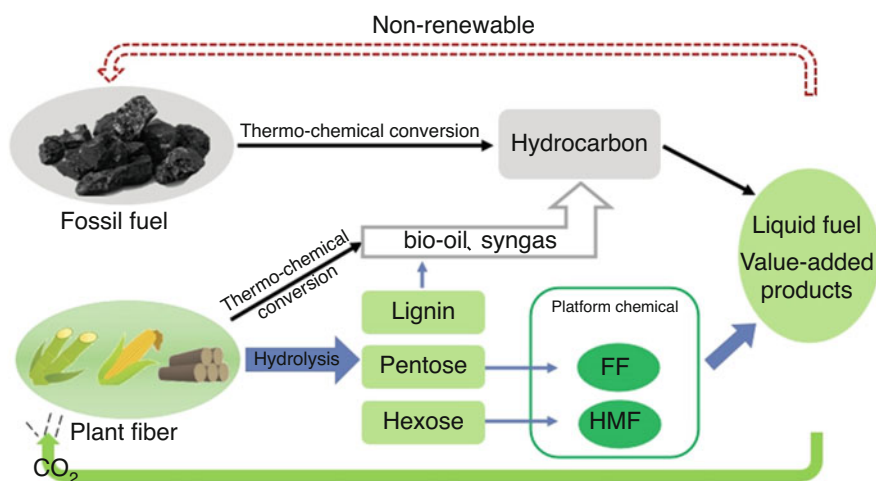 Non-renewable
Thermo-chemical conversion
Hydrocarbon
Fossil fuel
Liquid fuel
Value-added
products
bio-oil、syngas
Thermo-chemical
conversion
Lignin
Platform chemical
Hydrolysis
Pentose
FF
Hexose
HMF
Plant fiber
CO₂